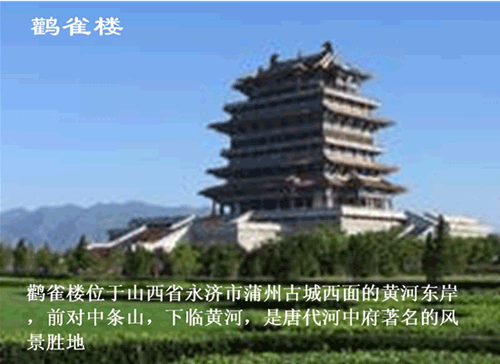 鹳雀楼
鹳雀楼位于山西省永济市蒲州古城西面的黄河东岸
，前对中条山，下临黄河，是唐代河中府著名的风
景胜地